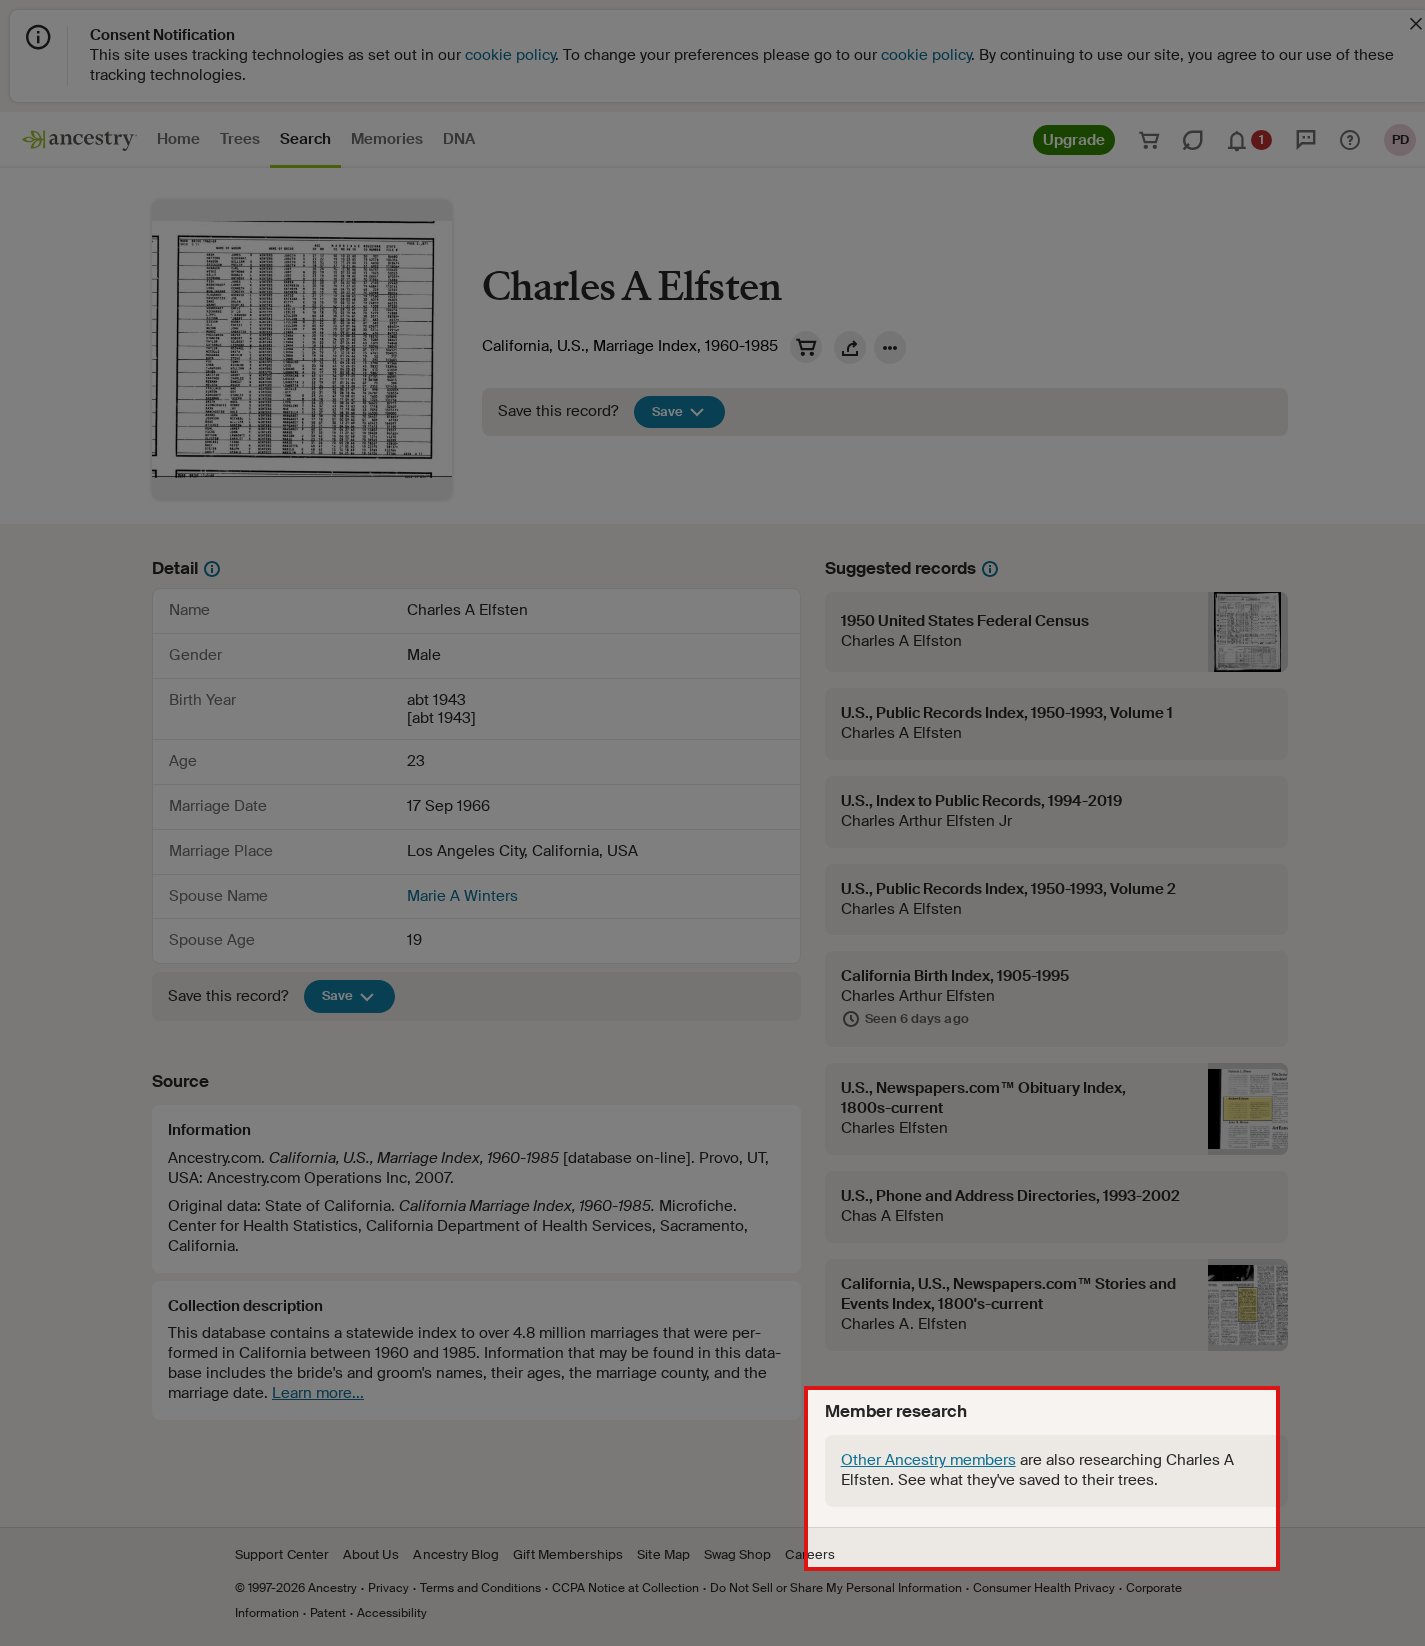 Consent Notification
This site uses tracking technologies as set out in our cookie policy. To change your preferences please go to our cookie policy. By continuing to use our site, you agree to our use of these
tracking technologies.
ancestry
Home Trees Search Memories DNA
Upgrade
1
PD
Charles A Elfsten
California, U.S., Marriage Index, 1960-1985
Save this record? Save
Detail
Name Charles A Elfsten
Gender Male
Birth Year abt 1943
[abt 1943]
Age 23
Marriage Date 17 Sep 1966
Marriage Place Los Angeles City, California, USA
Spouse Name Marie A Winters
Spouse Age 19
Save this record? Save
Source
Information
Ancestry.com. California, U.S., Marriage Index, 1960-1985 [database on-line]. Provo, UT,
USA: Ancestry.com Operations Inc, 2007.
Original data: State of California. California Marriage Index, 1960-1985. Microfiche.
Center for Health Statistics, California Department of Health Services, Sacramento,
California.
Collection description
This database contains a statewide index to over 4.8 million marriages that were per-
formed in California between 1960 and 1985. Information that may be found in this data-
base includes the bride's and groom's names, their ages, the marriage county, and the
marriage date. Learn more...
Suggested records
1950 United States Federal Census
Charles A Elfston
U.S., Public Records Index, 1950-1993, Volume 1
Charles A Elfsten
U.S., Index to Public Records, 1994-2019
Charles Arthur Elfsten Jr
U.S., Public Records Index, 1950-1993, Volume 2
Charles A Elfsten
California Birth Index, 1905-1995
Charles Arthur Elfsten
Seen 6 days ago
U.S., Newspapers.com™ Obituary Index,
1800s-current
Charles Elfsten
U.S., Phone and Address Directories, 1993-2002
Chas A Elfsten
California, U.S., Newspapers.com™ Stories and
Events Index, 1800's-current
Charles A. Elfsten
Member research
Other Ancestry members are also researching Charles A
Elfsten. See what they've saved to their trees.
Support Center About Us Ancestry Blog Gift Memberships Site Map Swag Shop Careers
© 1997-2026 Ancestry • Privacy • Terms and Conditions • CCPA Notice at Collection • Do Not Sell or Share My Personal Information • Consumer Health Privacy • Corporate
Information • Patent • Accessibility